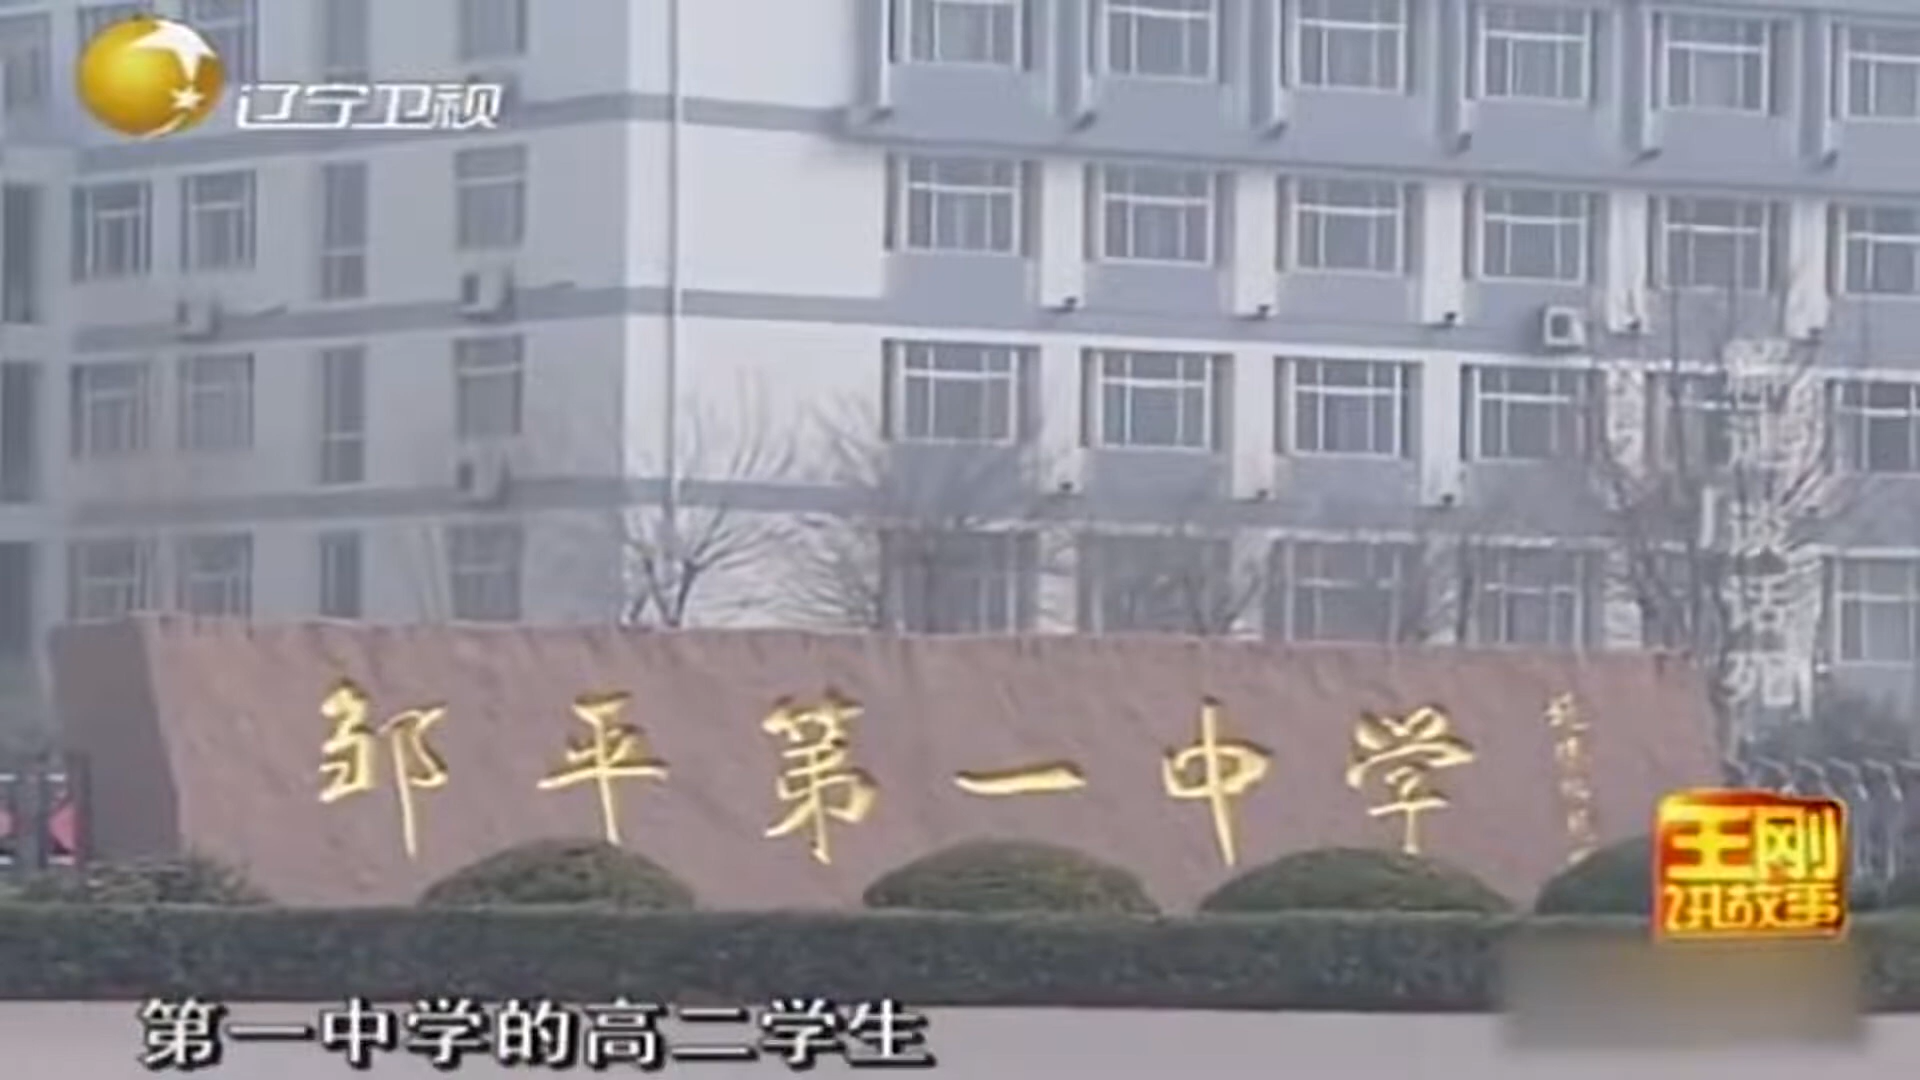 辽宁卫视
邹平第一中学
王刚
讲故事
第一中学的高二学生